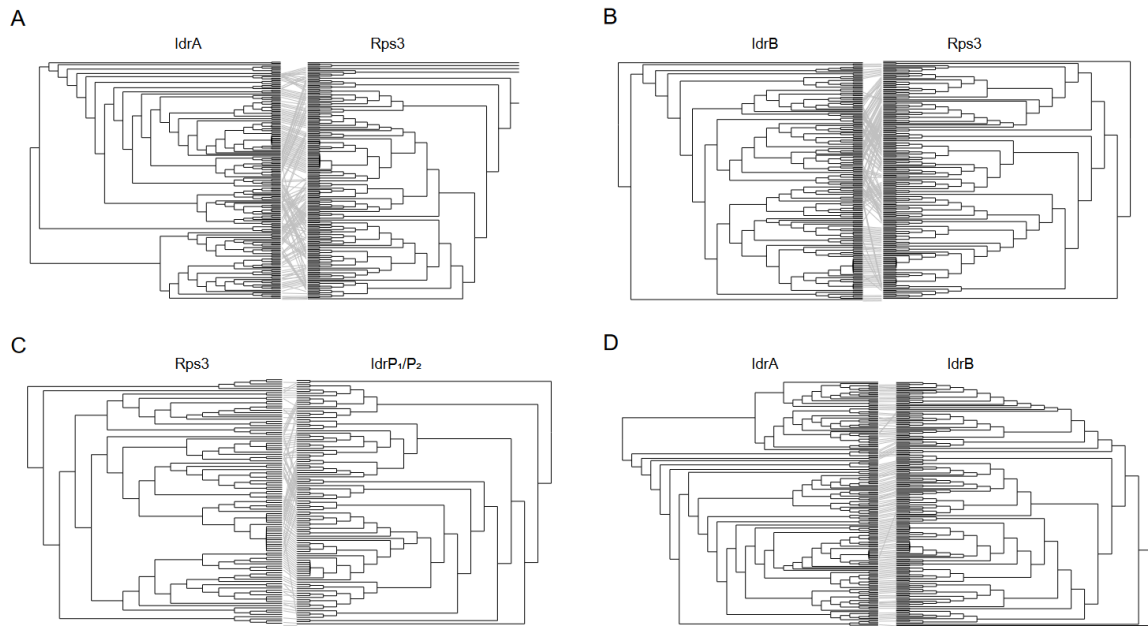 A
IdrA Rps3
B
IdrB Rps3
C
Rps3 IdrP₁/P₂
D
IdrA IdrB